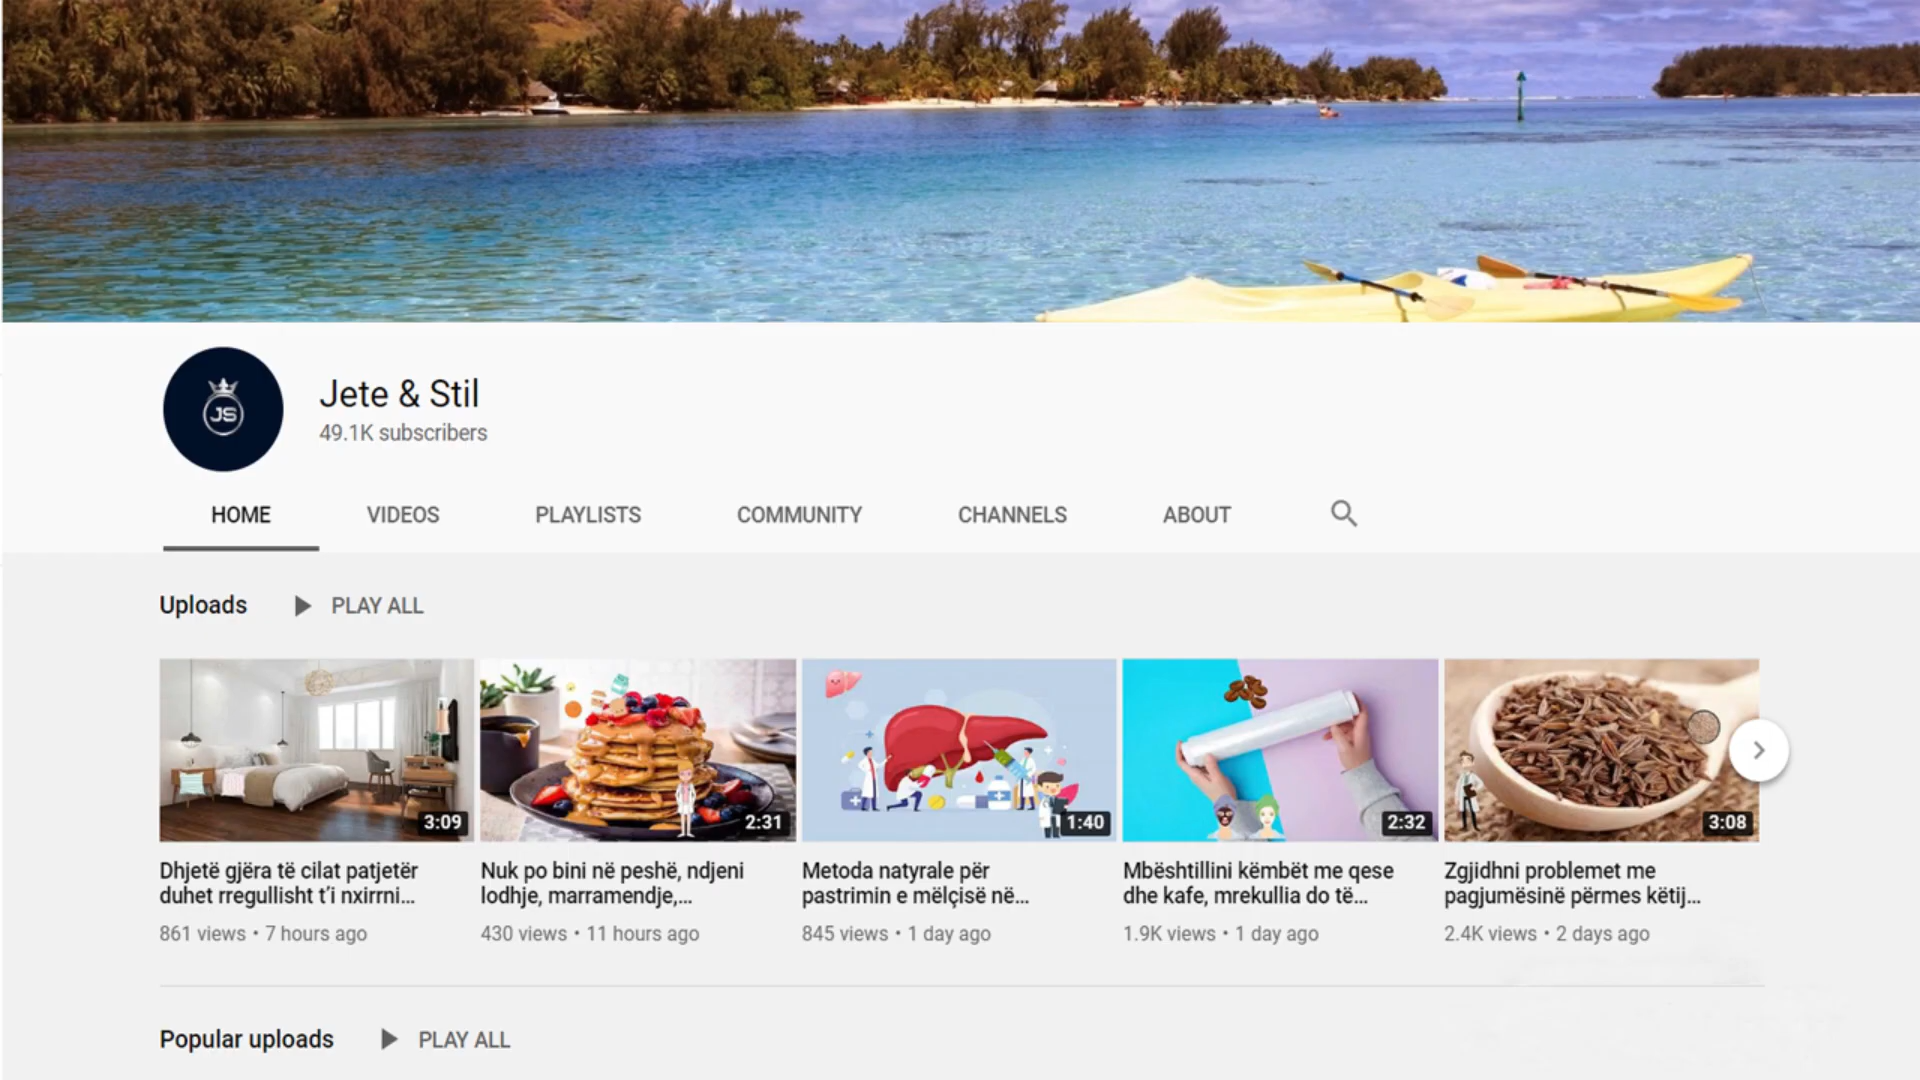 JS
Jete & Stil
49.1K subscribers
HOME VIDEOS PLAYLISTS COMMUNITY CHANNELS ABOUT
Uploads PLAY ALL
3:09 2:31 1:40 2:32 3:08
Dhjetë gjëra të cilat patjetër
duhet rregullisht t’i nxirrni...
861 views • 7 hours ago
Nuk po bini në peshë, ndjeni
lodhje, marramendje,...
430 views • 11 hours ago
Metoda natyrale për
pastrimin e mëlçisë në...
845 views • 1 day ago
Mbështillini këmbët me qese
dhe kafe, mrekullia do të...
1.9K views • 1 day ago
Zgjidhni problemet me
pagjumësinë përmes këtij...
2.4K views • 2 days ago
Popular uploads PLAY ALL